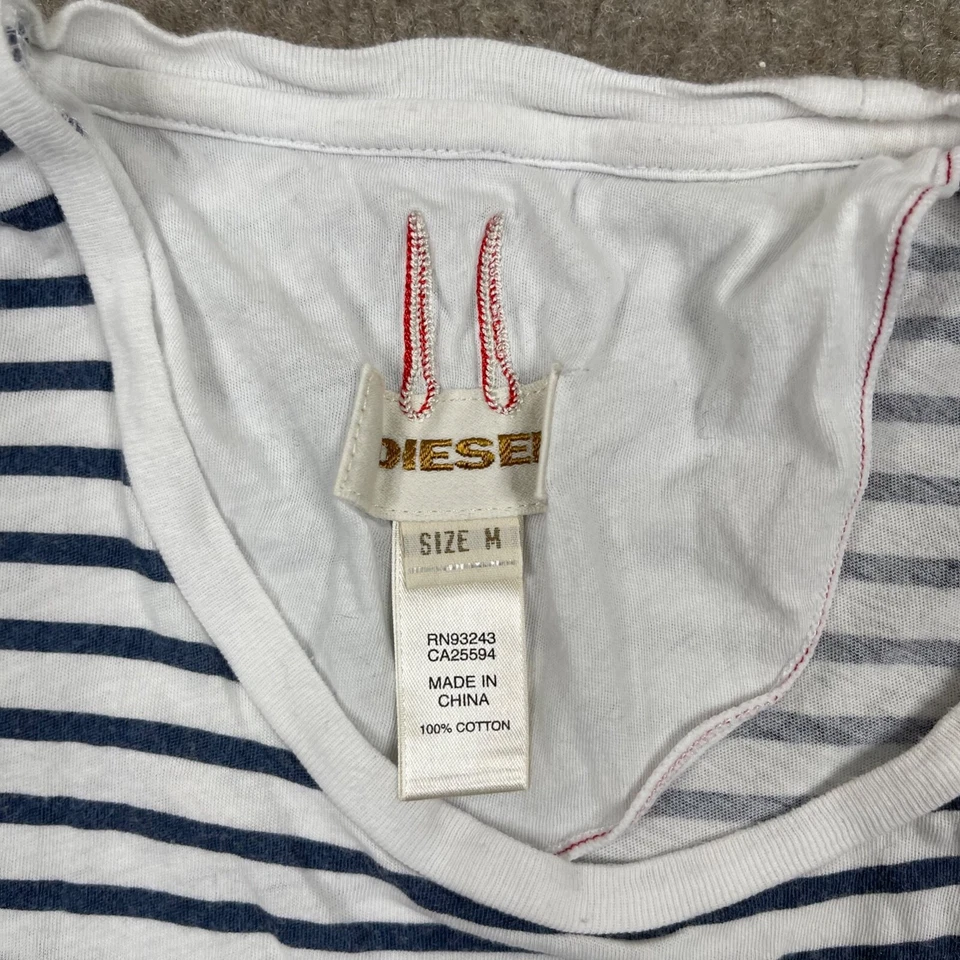 DIESEL
SIZE M
RN93243
CA25594
MADE IN
CHINA
100% COTTON